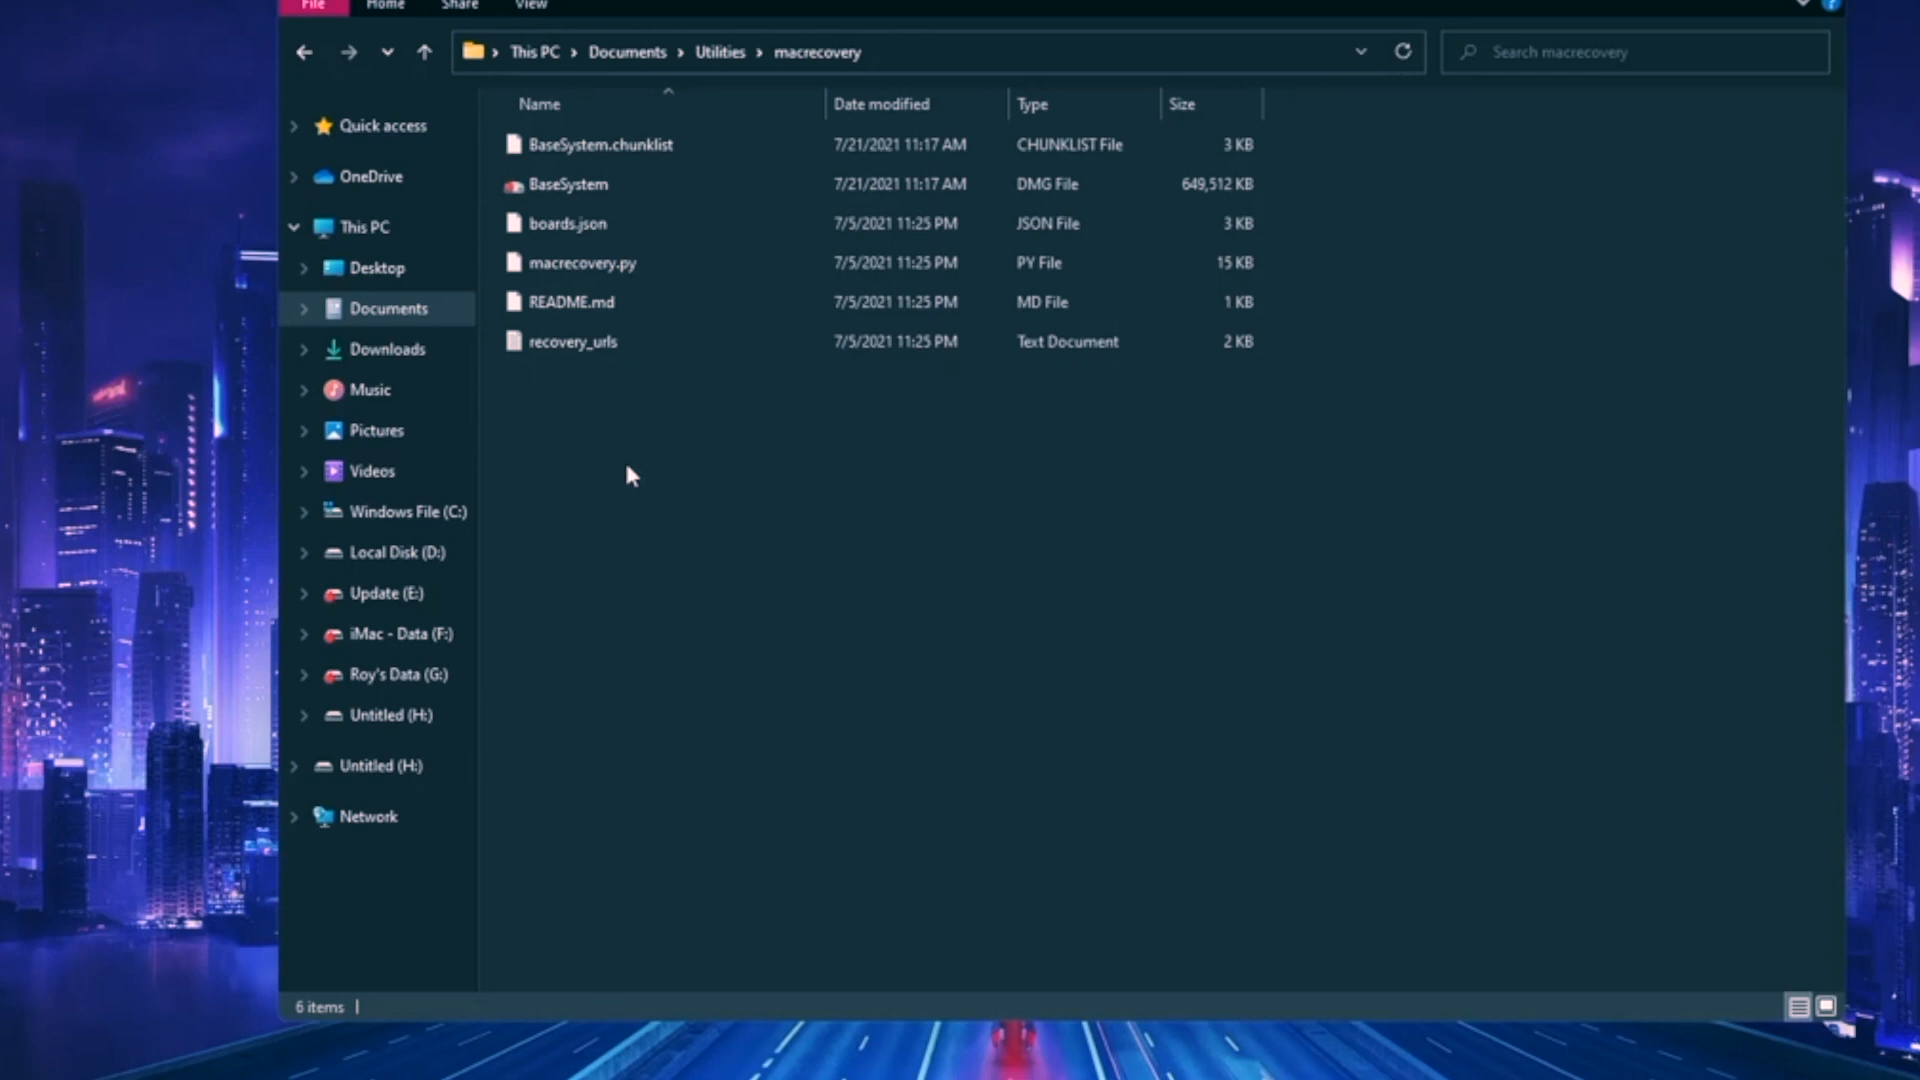 File Home Share View
This PC Documents Utilities macrecovery
Search macrecovery
Name Date modified Type Size
BaseSystem.chunklist 7/21/2021 11:17 AM CHUNKLIST File 3 KB
BaseSystem 7/21/2021 11:17 AM DMG File 649,512 KB
boards.json 7/5/2021 11:25 PM JSON File 3 KB
macrecovery.py 7/5/2021 11:25 PM PY File 15 KB
README.md 7/5/2021 11:25 PM MD File 1 KB
recovery_urls 7/5/2021 11:25 PM Text Document 2 KB
Quick access
OneDrive
This PC
Desktop
Documents
Downloads
Music
Pictures
Videos
Windows File (C:)
Local Disk (D:)
Update (E:)
iMac - Data (F:)
Roy's Data (G:)
Untitled (H:)
Untitled (H:)
Network
6 items